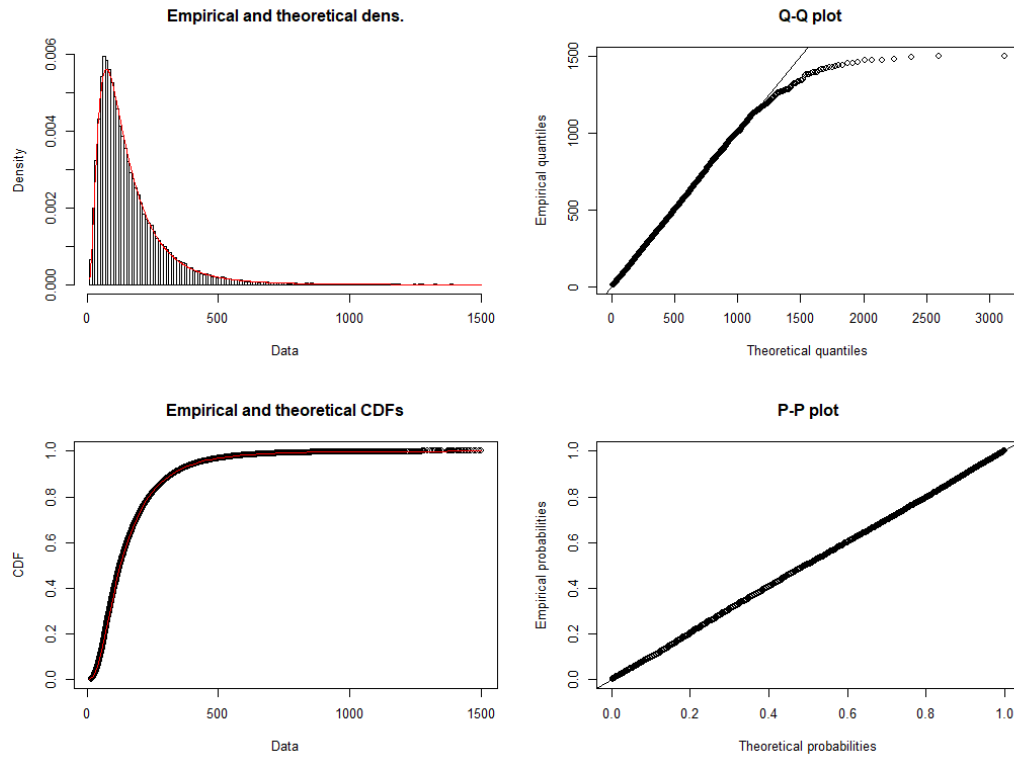 Empirical and theoretical dens.
Density
0.000 0.002 0.004 0.006
0 500 1000 1500
Data
Q-Q plot
Empirical quantiles
0 500 1000 1500
0 500 1000 1500 2000 2500 3000
Theoretical quantiles
Empirical and theoretical CDFs
CDF
0.0 0.2 0.4 0.6 0.8 1.0
0 500 1000 1500
Data
P-P plot
Empirical probabilities
0.0 0.2 0.4 0.6 0.8 1.0
0.0 0.2 0.4 0.6 0.8 1.0
Theoretical probabilities